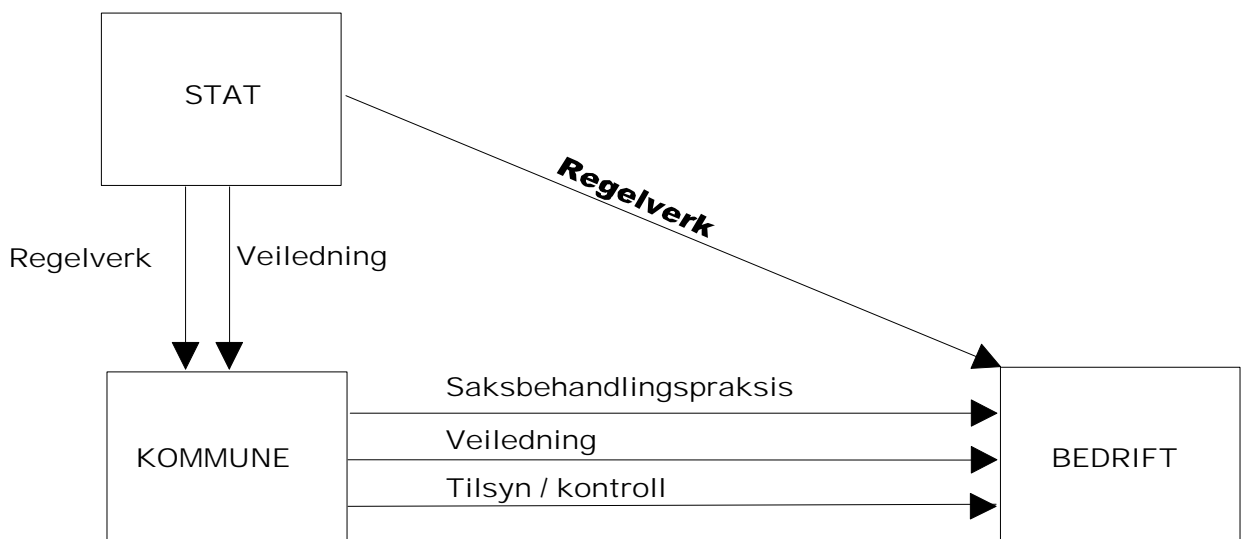 STAT
Regelverk
Regelverk
Veiledning
Saksbehandlingspraksis
Veiledning
Tilsyn / kontroll
KOMMUNE
BEDRIFT